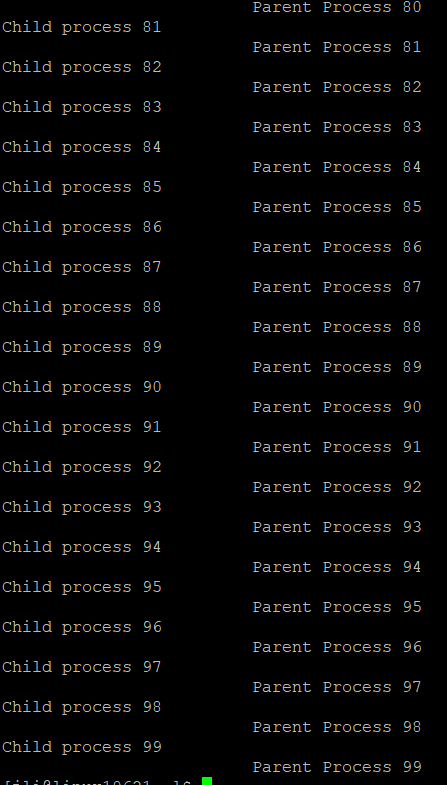 Parent Process 80
Child process 81
Parent Process 81
Child process 82
Parent Process 82
Child process 83
Parent Process 83
Child process 84
Parent Process 84
Child process 85
Parent Process 85
Child process 86
Parent Process 86
Child process 87
Parent Process 87
Child process 88
Parent Process 88
Child process 89
Parent Process 89
Child process 90
Parent Process 90
Child process 91
Parent Process 91
Child process 92
Parent Process 92
Child process 93
Parent Process 93
Child process 94
Parent Process 94
Child process 95
Parent Process 95
Child process 96
Parent Process 96
Child process 97
Parent Process 97
Child process 98
Parent Process 98
Child process 99
Parent Process 99